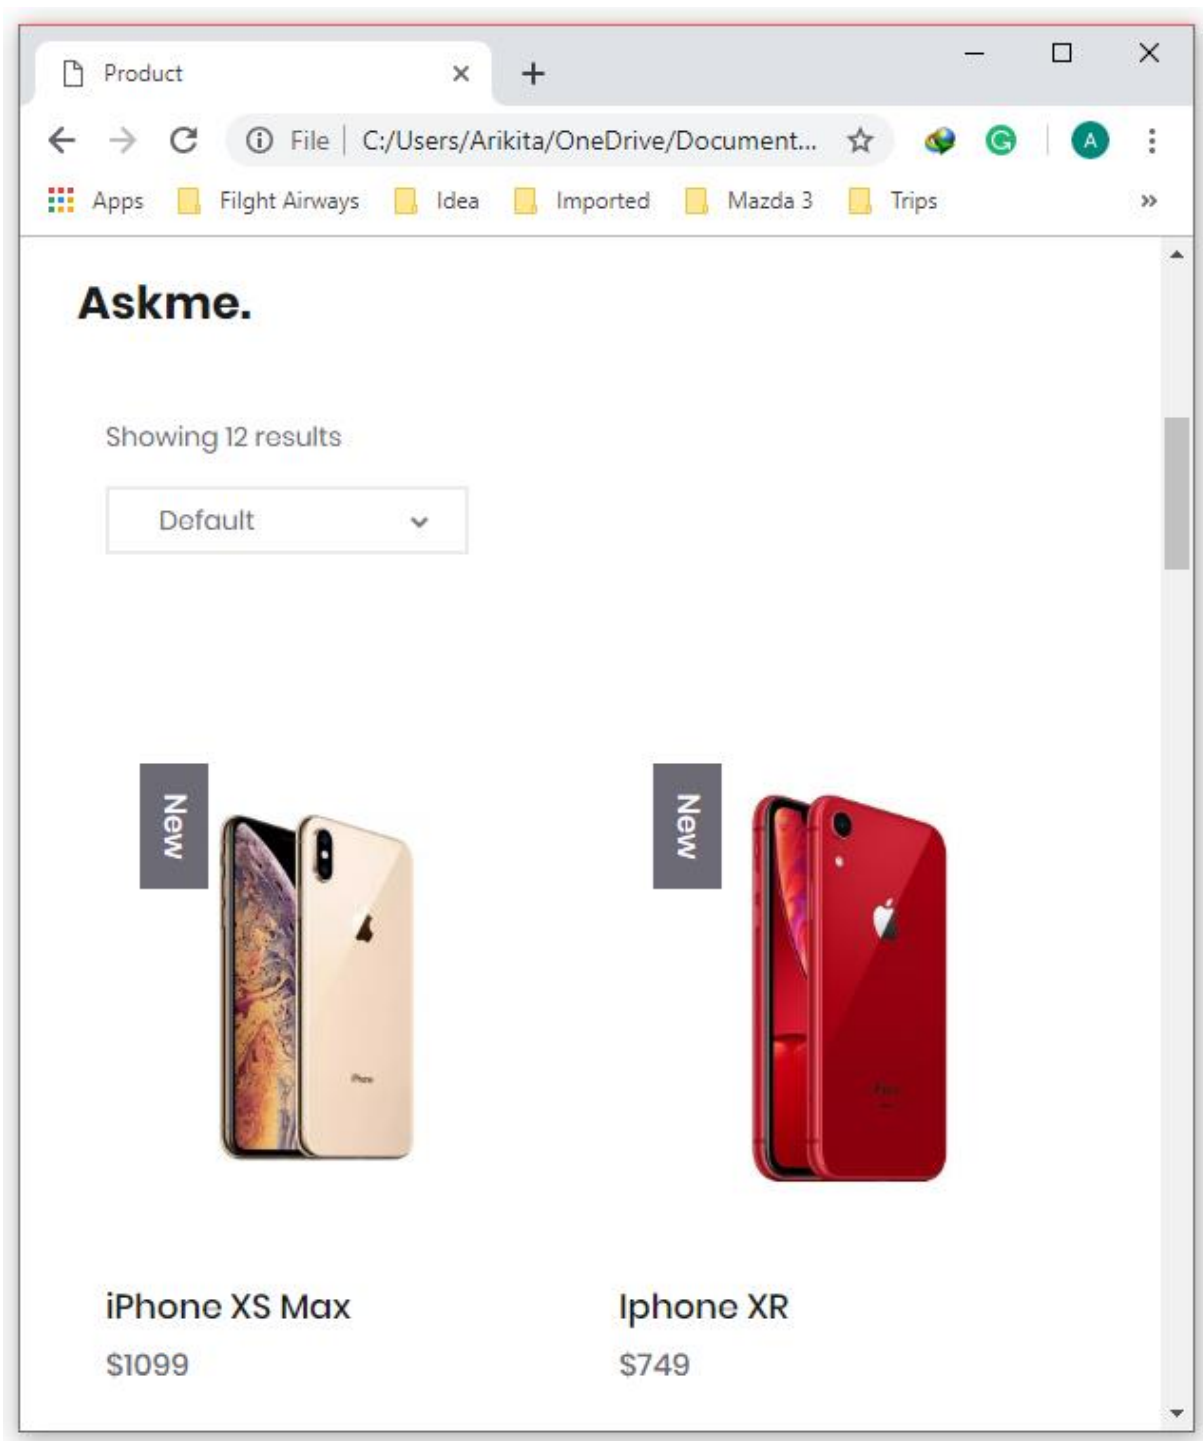 Product
File C:/Users/Arikita/OneDrive/Document...
Apps Filght Airways Idea Imported Mazda 3 Trips
A
Askme.
Showing 12 results
Default
New New
iPhone
iPhone XS Max Iphone XR
$1099 $749